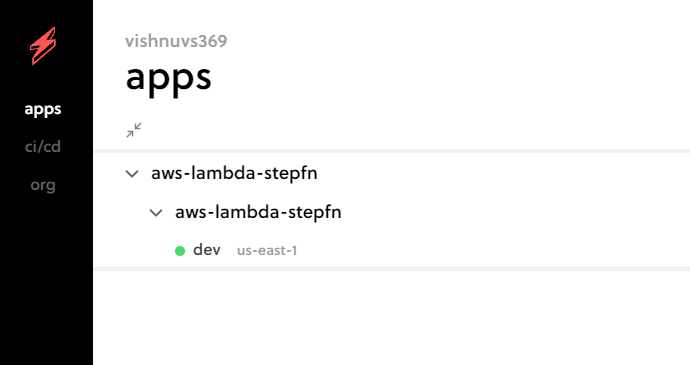 vishnuvs369
apps
apps
ci/cd
org
aws-lambda-stepfn
aws-lambda-stepfn
dev us-east-1